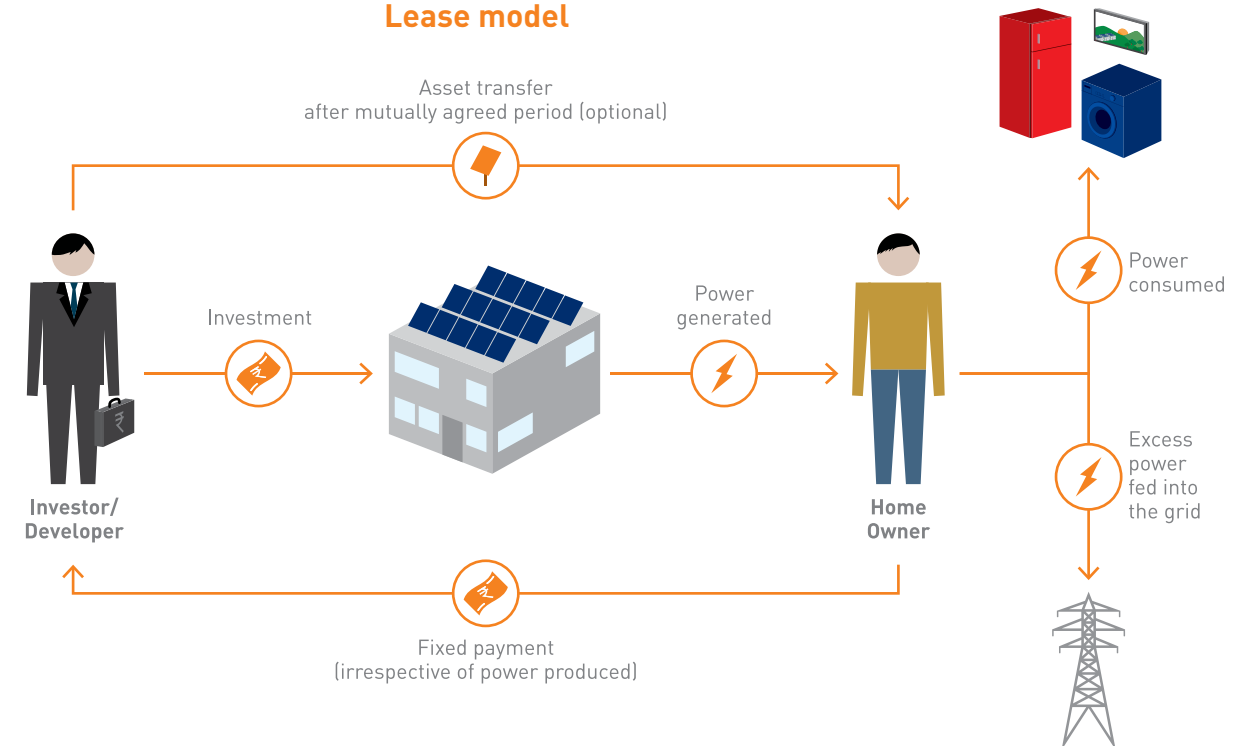 Lease model
Asset transfer
after mutually agreed period (optional)
Investment
₹
Power
generated
Power
consumed
₹
Excess
power
fed into
the grid
Investor/
Developer
Home
Owner
₹
Fixed payment
(irrespective of power produced)